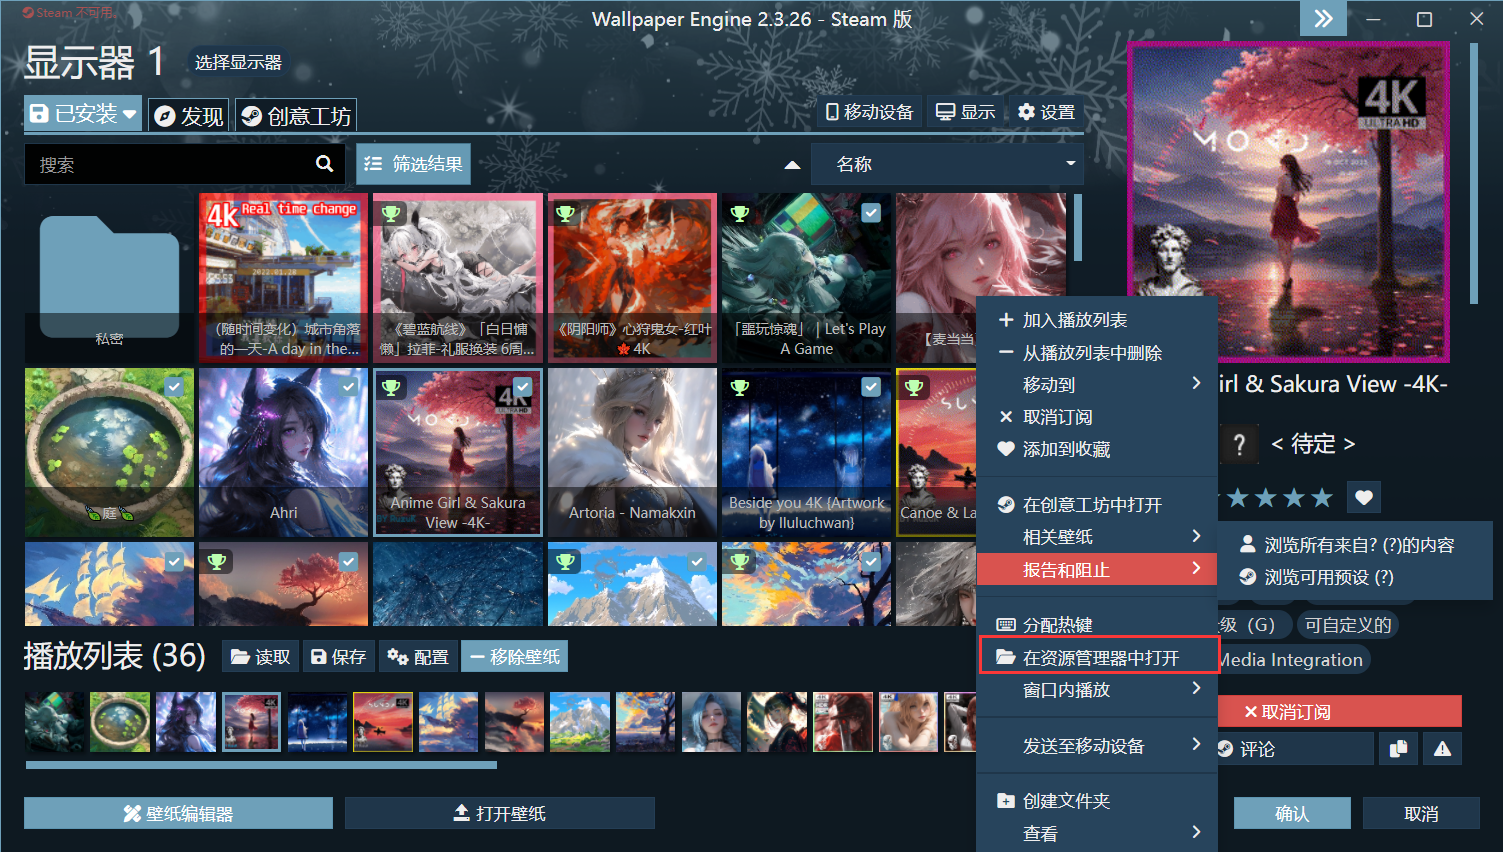 Steam 不可用
Wallpaper Engine 2.3.26 - Steam 版
显示器 1
选择显示器
已安装
发现
创意工坊
移动设备
显示
设置
搜索
筛选结果
名称
私密
4k Real time change
(随时间变化）城市角落
的一天-A day in the...
《碧蓝航线》「白日慵
懒」拉菲-礼服换装 6周...
《阴阳师》心狩鬼女-红叶
🍁4K
「噩玩惊魂」 | Let's Play
A Game
【麦当当
庭
Ahri
Anime Girl & Sakura
View -4K-
Artoria - Namakxin
Beside you 4K {Artwork
by lluluchwan}
Canoe & La
播放列表 (36)
读取
保存
配置
移除壁纸
壁纸编辑器
打开壁纸
加入播放列表
从播放列表中删除
移动到
取消订阅
添加到收藏
在创意工坊中打开
相关壁纸
报告和阻止
分配热键
在资源管理器中打开
窗口内播放
发送至移动设备
创建文件夹
查看
4K
ULTRA HD
irl & Sakura View -4K-
? < 待定 >
浏览所有来自? (?)的内容
浏览可用预设 (?)
级（G）
可自定义的
Media Integration
取消订阅
评论
确认
取消